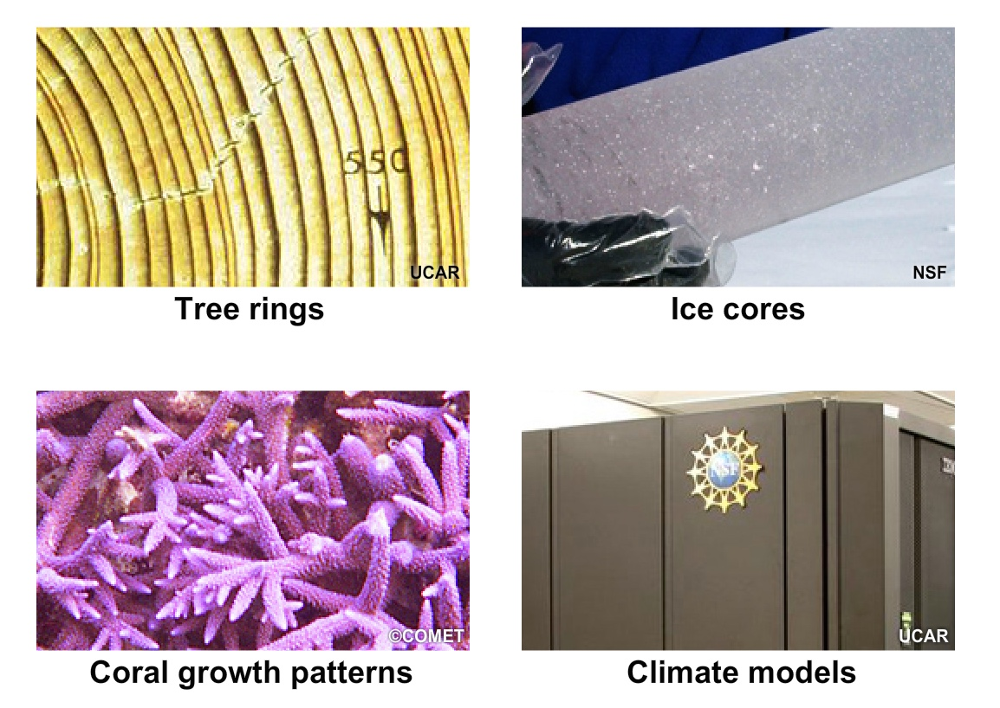 550
UCAR
NSF
Tree rings
Ice cores
NSF
©COMET
UCAR
Coral growth patterns
Climate models